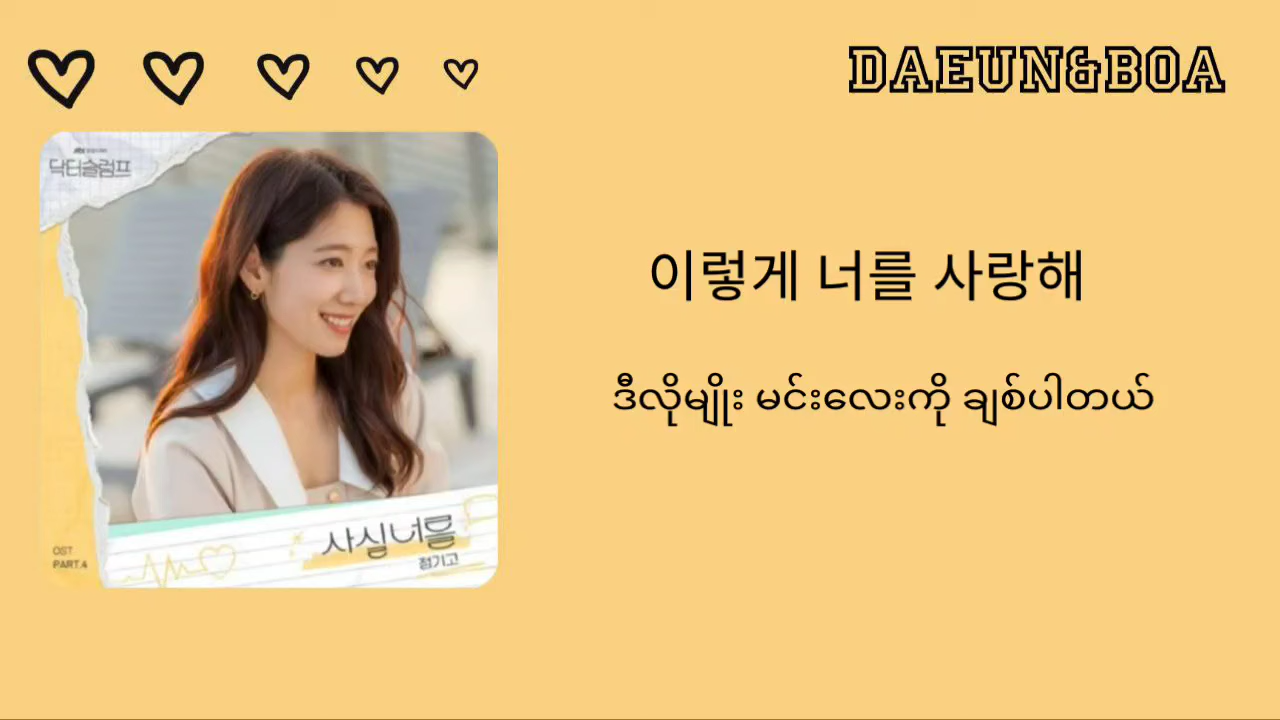 DAEUN&BOA
닥터슬럼프
이렇게 너를 사랑해
ဒီလိုမျိုး မင်းလေးကို ချစ်ပါတယ်
사실너를
정기고
OST
PART.4